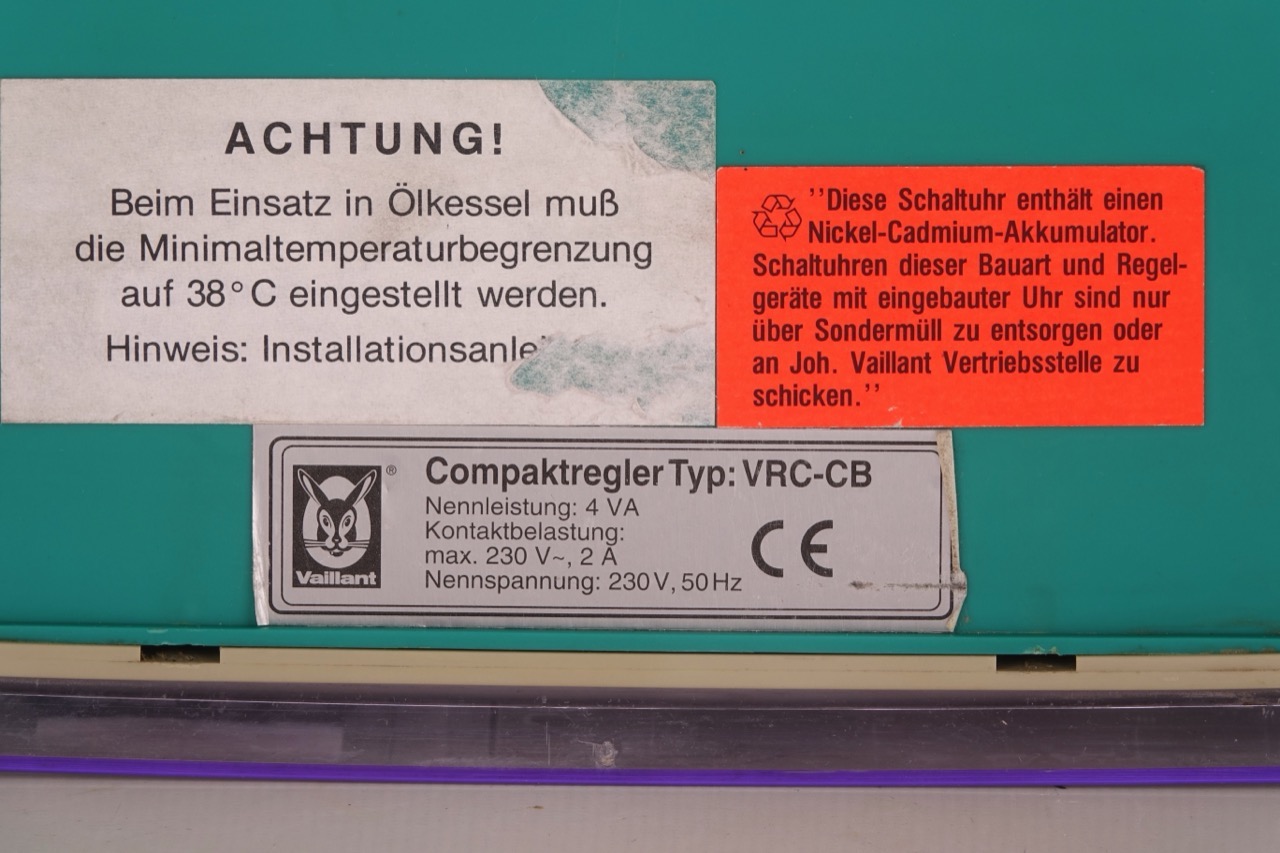 ACHTUNG!
Beim Einsatz in Ölkessel muß
die Minimaltemperaturbegrenzung
auf 38°C eingestellt werden.
Hinweis:
''Diese Schaltuhr enthält einen
Nickel-Cadmium-Akkumulator.
Schaltuhren dieser Bauart und Regel-
geräte mit eingebauter Uhr sind nur
über Sondermüll zu entsorgen oder
an Joh. Vaillant Vertriebsstelle zu
schicken.''
Compaktregler Typ: VRC-CB
Nennleistung: 4 VA
Kontaktbelastung:
max. 230 V~, 2 A
Nennspannung: 230 V, 50 Hz
CE
®
Vaillant